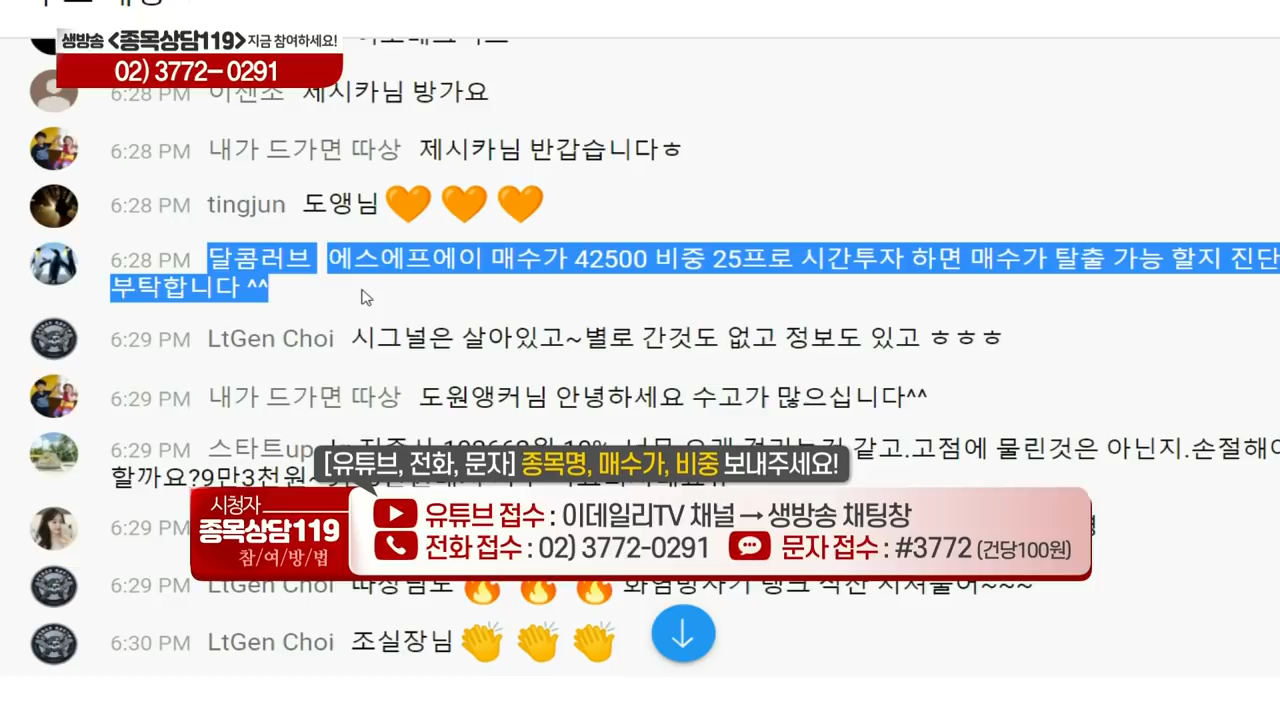 생방송 <종목상담119> 지금 참여하세요!
02) 3772-0291
6:28 PM 이젠쏘 제시카님 방가요
6:28 PM 내가 드가면 따상 제시카님 반갑습니다ㅎ
6:28 PM tingjun 도앵님 🧡 🧡 🧡
6:28 PM 달콤러브 에스에프에이 매수가 42500 비중 25프로 시간투자 하면 매수가 탈출 가능 할지 진단
부탁합니다 ^^
6:29 PM LtGen Choi 시그널은 살아있고~별로 간것도 없고 정보도 있고 ㅎㅎㅎ
6:29 PM 내가 드가면 따상 도원앵커님 안녕하세요 수고가 많으십니다^^
6:29 PM 스타트up 같고.고점에 물린것은 아닌지.손절해야
[유튜브, 전화, 문자] 종목명, 매수가, 비중 보내주세요!
할까요?9만3천원~
시청자
종목상담119
참/여/방/법
유튜브 접수 : 이데일리TV 채널 → 생방송 채팅창
전화 접수 : 02) 3772-0291 문자 접수 : #3772 (건당100원)
6:29 PM
6:29 PM LtGen Choi 따상님도 🔥 🔥 🔥
6:30 PM LtGen Choi 조실장님 👏 👏 👏